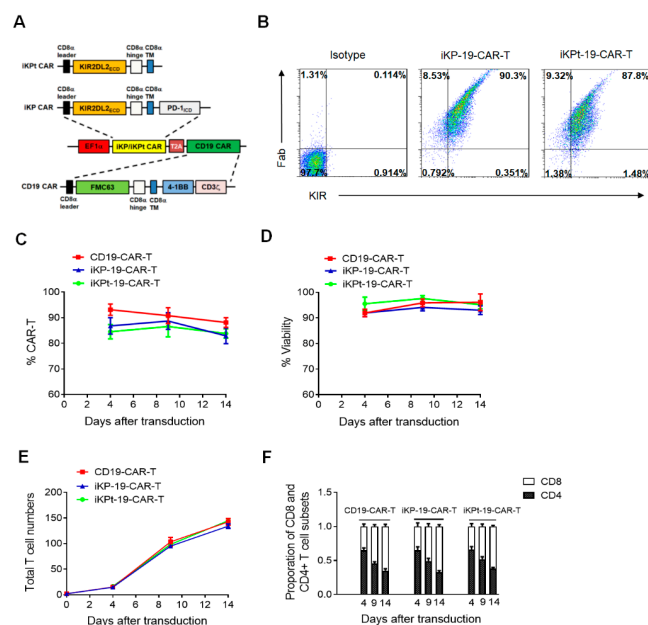 A
CD8α leader
CD8α hinge
CD8α TM
iKPt CAR
KIR2DL2ECD
CD8α leader
CD8α hinge
CD8α TM
iKP CAR
KIR2DL2ECD
PD-1ICD
EF1α
iKP/iKPt CAR
T2A
CD19 CAR
CD19 CAR
FMC63
4-1BB
CD3ζ
CD8α leader
CD8α hinge
CD8α TM
B
Isotype
iKP-19-CAR-T
iKPt-19-CAR-T
1.31%
0.114%
8.53%
90.3%
9.32%
87.8%
97.7%
0.914%
0.792%
0.351%
1.38%
1.48%
Fab
KIR
C
CD19-CAR-T
iKP-19-CAR-T
iKPt-19-CAR-T
100
90
80
70
60
% CAR-T
0 2 4 6 8 10 12 14
Days after transduction
D
CD19-CAR-T
iKP-19-CAR-T
iKPt-19-CAR-T
100
90
80
70
60
% Viability
0 2 4 6 8 10 12 14
Days after transduction
E
CD19-CAR-T
iKP-19-CAR-T
iKPt-19-CAR-T
200
150
100
50
0
Total T cell numbers
0 2 4 6 8 10 12 14
Days after transduction
F
CD8
CD4
CD19-CAR-T
iKP-19-CAR-T
iKPt-19-CAR-T
1.5
1.0
0.5
0.0
Proporation of CD8 and
CD4+ T cell subsets
4 9 14
4 9 14
4 9 14
Days after transduction